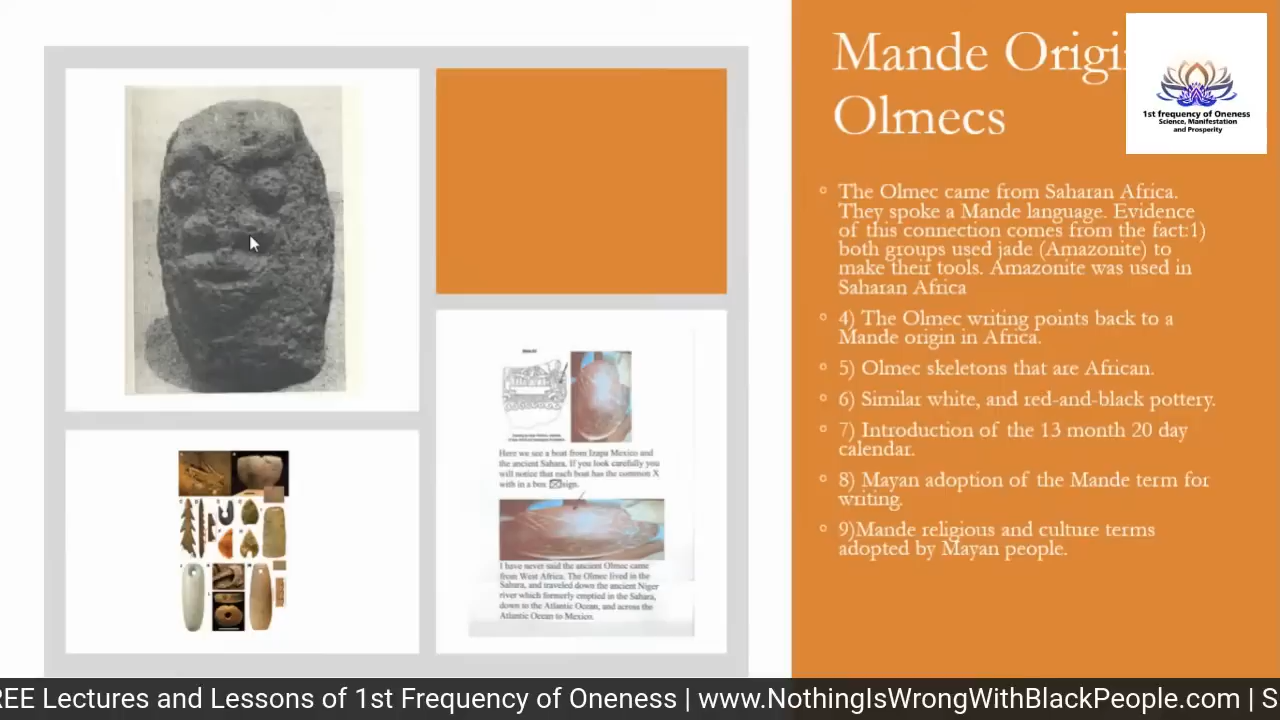 Mande Origi
Olmecs
1st frequency of Oneness
Science, Manifestation
and Prosperity
The Olmec came from Saharan Africa.
They spoke a Mande language. Evidence
of this connection comes from the fact:1)
both groups used jade (Amazonite) to
make their tools. Amazonite was used in
Saharan Africa
4) The Olmec writing points back to a
Mande origin in Africa.
5) Olmec skeletons that are African.
6) Similar white, and red-and-black pottery.
7) Introduction of the 13 month 20 day
calendar.
8) Mayan adoption of the Mande term for
writing.
9)Mande religious and culture terms
adopted by Mayan people.
Here we see a boat from Izapa Mexico and
the ancient Sahara. If you look carefully you
will notice that each boat has the common X
with in a box sign.
I have never said the ancient Olmec came
from West Africa. The Olmec lived in the
Sahara, and traveled down the ancient Niger
river which formerly emptied in the Sahara,
down to the Atlantic Ocean, and across the
Atlantic Ocean to Mexico.
REE Lectures and Lessons of 1st Frequency of Oneness | www.NothingIsWrongWithBlackPeople.com | S